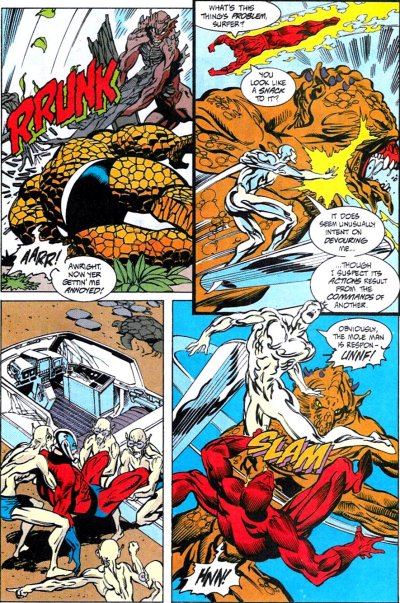 RRUNK
AARR!
AWRIGHT,
NOW YER
GETTIN' ME
ANNOYED!
WHAT'S THIS
THING'S PROBLEM,
SURFER?
YOU
LOOK LIKE
A SNACK
TO IT?
IT DOES
SEEM UNUSUALLY
INTENT ON
DEVOURING
ME...
...THOUGH
I SUSPECT ITS
ACTIONS RESULT
FROM THE
COMMANDS OF
ANOTHER.
OBVIOUSLY,
THE MOLE MAN
IS RESPON-
UNNF!
SLAM
HNN!